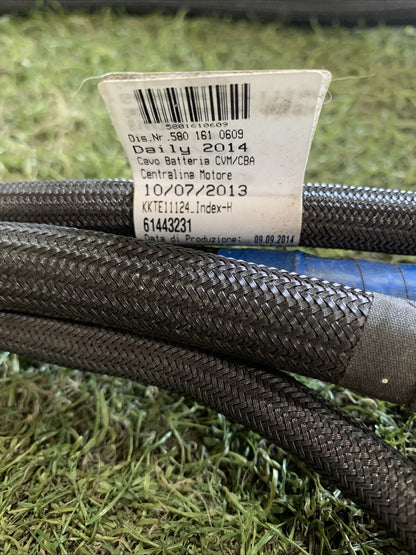 5801610609
Dis.Nr.580 161 0609
Daily 2014
Cavo Batteria CVM/CBA
Centralina Motore
10/07/2013
KKTE11124_Index-H
61443231
Data di Produzione: 09.09.2014